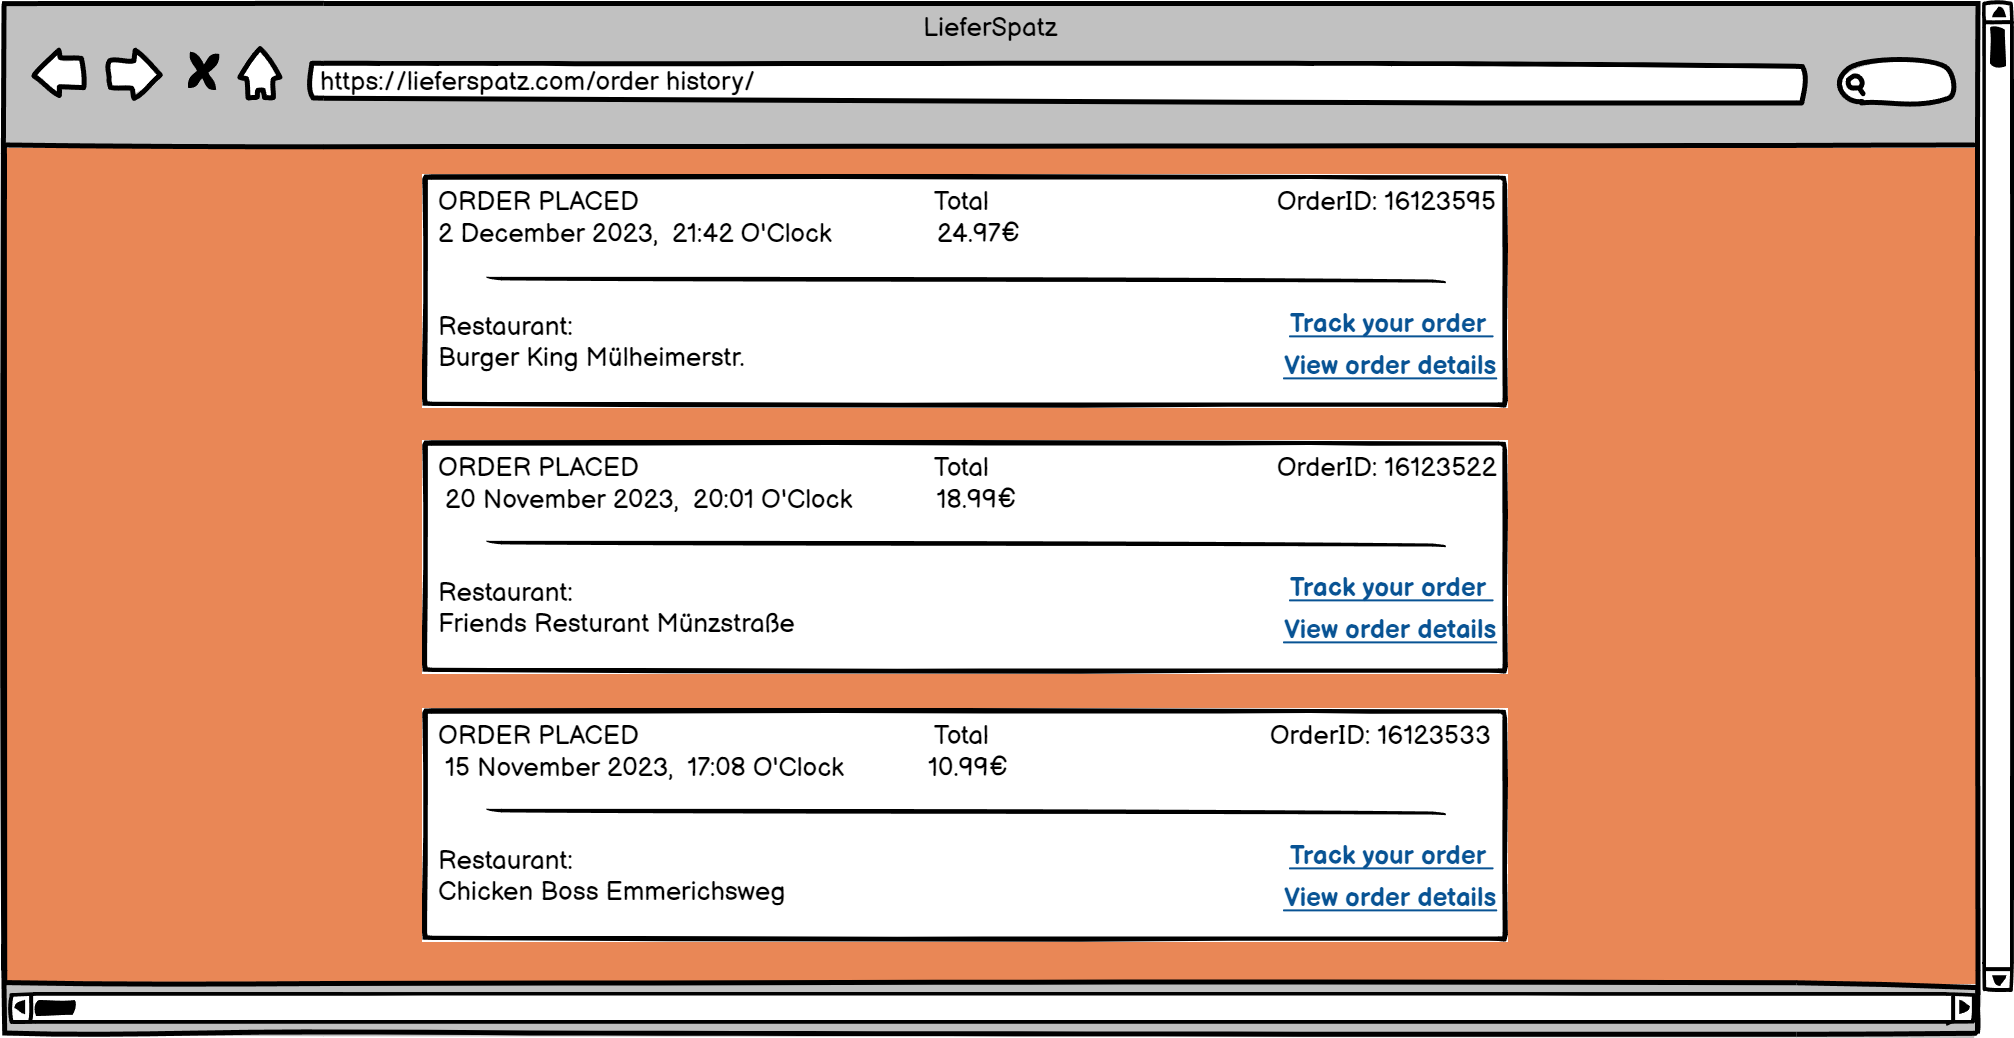 LieferSpatz
https://lieferspatz.com/order history/
ORDER PLACED Total OrderID: 16123595
2 December 2023, 21:42 O'Clock 24.97€
Restaurant:
Burger King Mülheimerstr.
Track your order
View order details
ORDER PLACED Total OrderID: 16123522
20 November 2023, 20:01 O'Clock 18.99€
Restaurant:
Friends Resturant Münzstraße
Track your order
View order details
ORDER PLACED Total OrderID: 16123533
15 November 2023, 17:08 O'Clock 10.99€
Restaurant:
Chicken Boss Emmerichsweg
Track your order
View order details